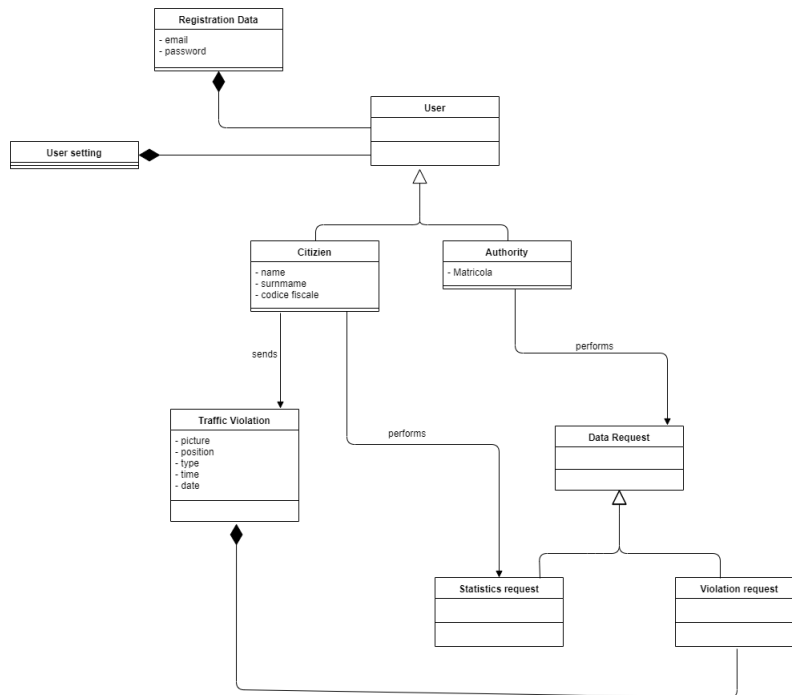 Registration Data
- email
- password
User
User setting
Citizien
- name
- surnmame
- codice fiscale
Authority
- Matricola
sends
performs
performs
Traffic Violation
- picture
- position
- type
- time
- date
Data Request
Statistics request
Violation request